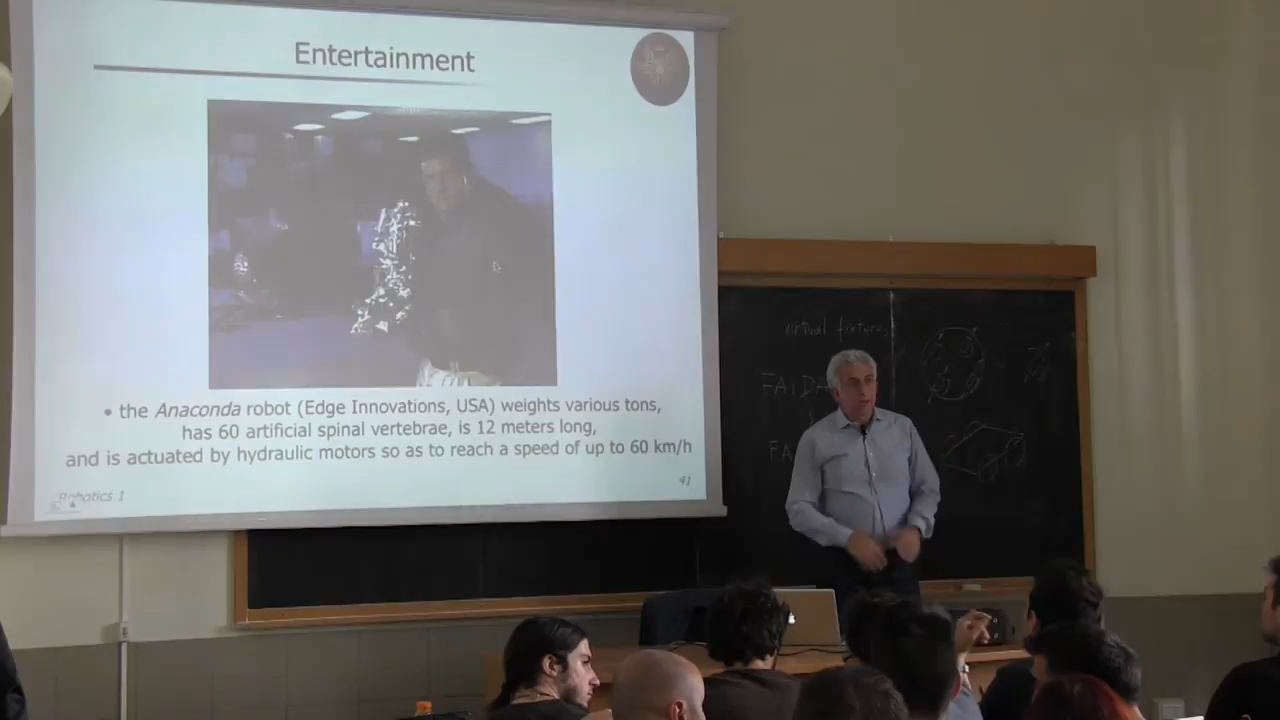 Entertainment
• the Anaconda robot (Edge Innovations, USA) weights various tons,
has 60 artificial spinal vertebrae, is 12 meters long,
and is actuated by hydraulic motors so as to reach a speed of up to 60 km/h
Robotics 1
41
virtual fixtures
FAIDA
FA